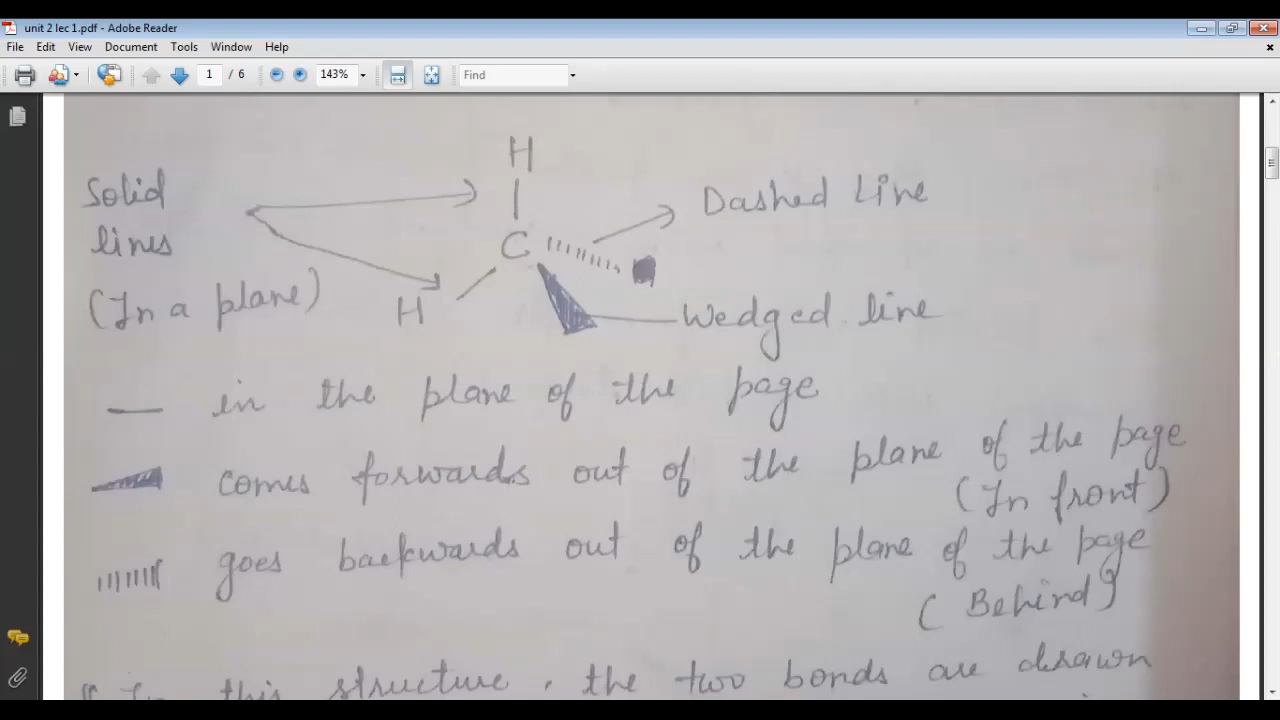 unit 2 lec 1.pdf - Adobe Reader
File Edit View Document Tools Window Help
1 / 6 143% Find
H
Solid
lines
(In a plane)
C
H
Dashed Line
Wedged line
in the plane of the page
comes forwards out of the plane of the page
(In front)
goes backwards out of the plane of the page
(Behind)
In this structure, the two bonds are drawn